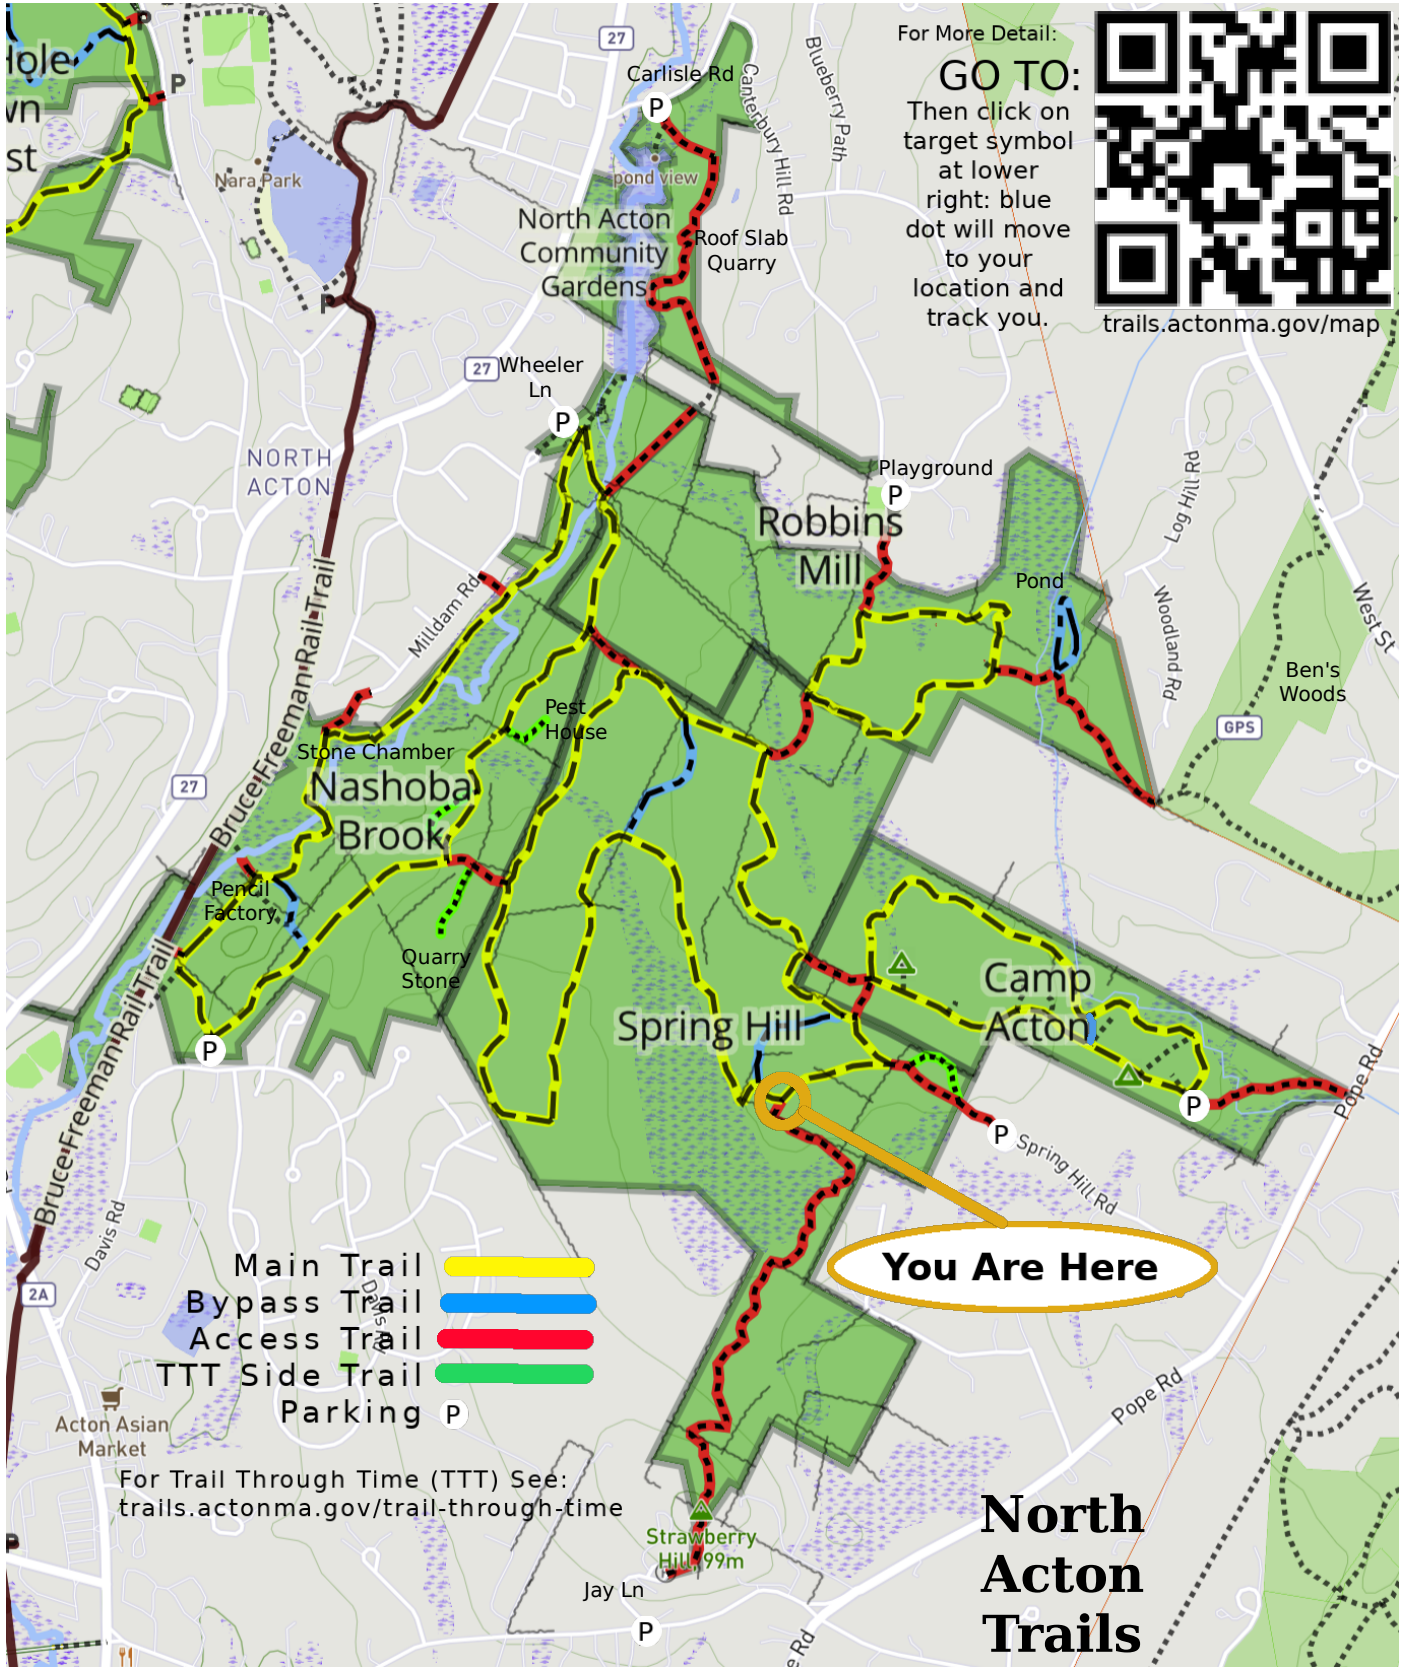 27
Carlisle Rd
P
P
P
Hole
wn
st
Nara Park
P
pond view
Canterbury Hill Rd
Blueberry Path
For More Detail:
GO TO:
Then click on
target symbol
at lower
right: blue
dot will move
to your
location and
track you.
trails.actonma.gov/map
North Acton
Community
Gardens
Roof Slab
Quarry
27
Wheeler
Ln
P
NORTH
ACTON
Playground
P
Robbins
Mill
Pond
Log Hill Rd
Woodland Rd
West St
Ben's
Woods
GPS
Milldam Rd
Bruce Freeman Rail Trail
Pest
House
Stone Chamber
Nashoba
Brook
27
Pencil
Factory
Quarry
Stone
Bruce Freeman Rail Trail
P
Spring Hill
Camp
Acton
P
Pope Rd
P
Spring Hill Rd
You Are Here
Davis Rd
2A
Main Trail
Bypass Trail
Access Trail
TTT Side Trail
Parking P
Davis Rd
Acton Asian
Market
For Trail Through Time (TTT) See:
trails.actonma.gov/trail-through-time
Pope Rd
Strawberry
Hill, 99m
Jay Ln
P
P
e Rd
North
Acton
Trails